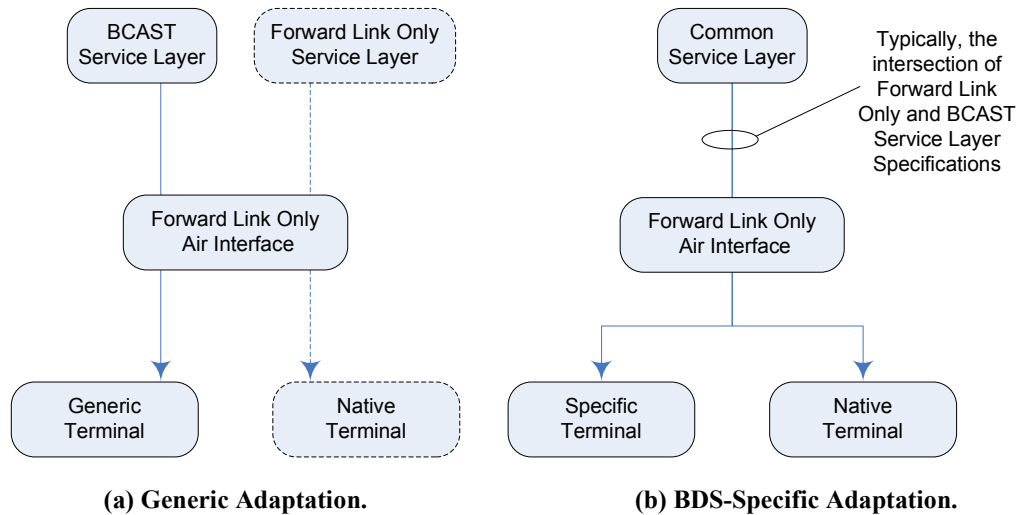 BCAST
Service Layer
Forward Link Only
Service Layer
Forward Link Only
Air Interface
Generic
Terminal
Native
Terminal
(a) Generic Adaptation.
Common
Service Layer
Typically, the
intersection of
Forward Link
Only and BCAST
Service Layer
Specifications
Forward Link Only
Air Interface
Specific
Terminal
Native
Terminal
(b) BDS-Specific Adaptation.